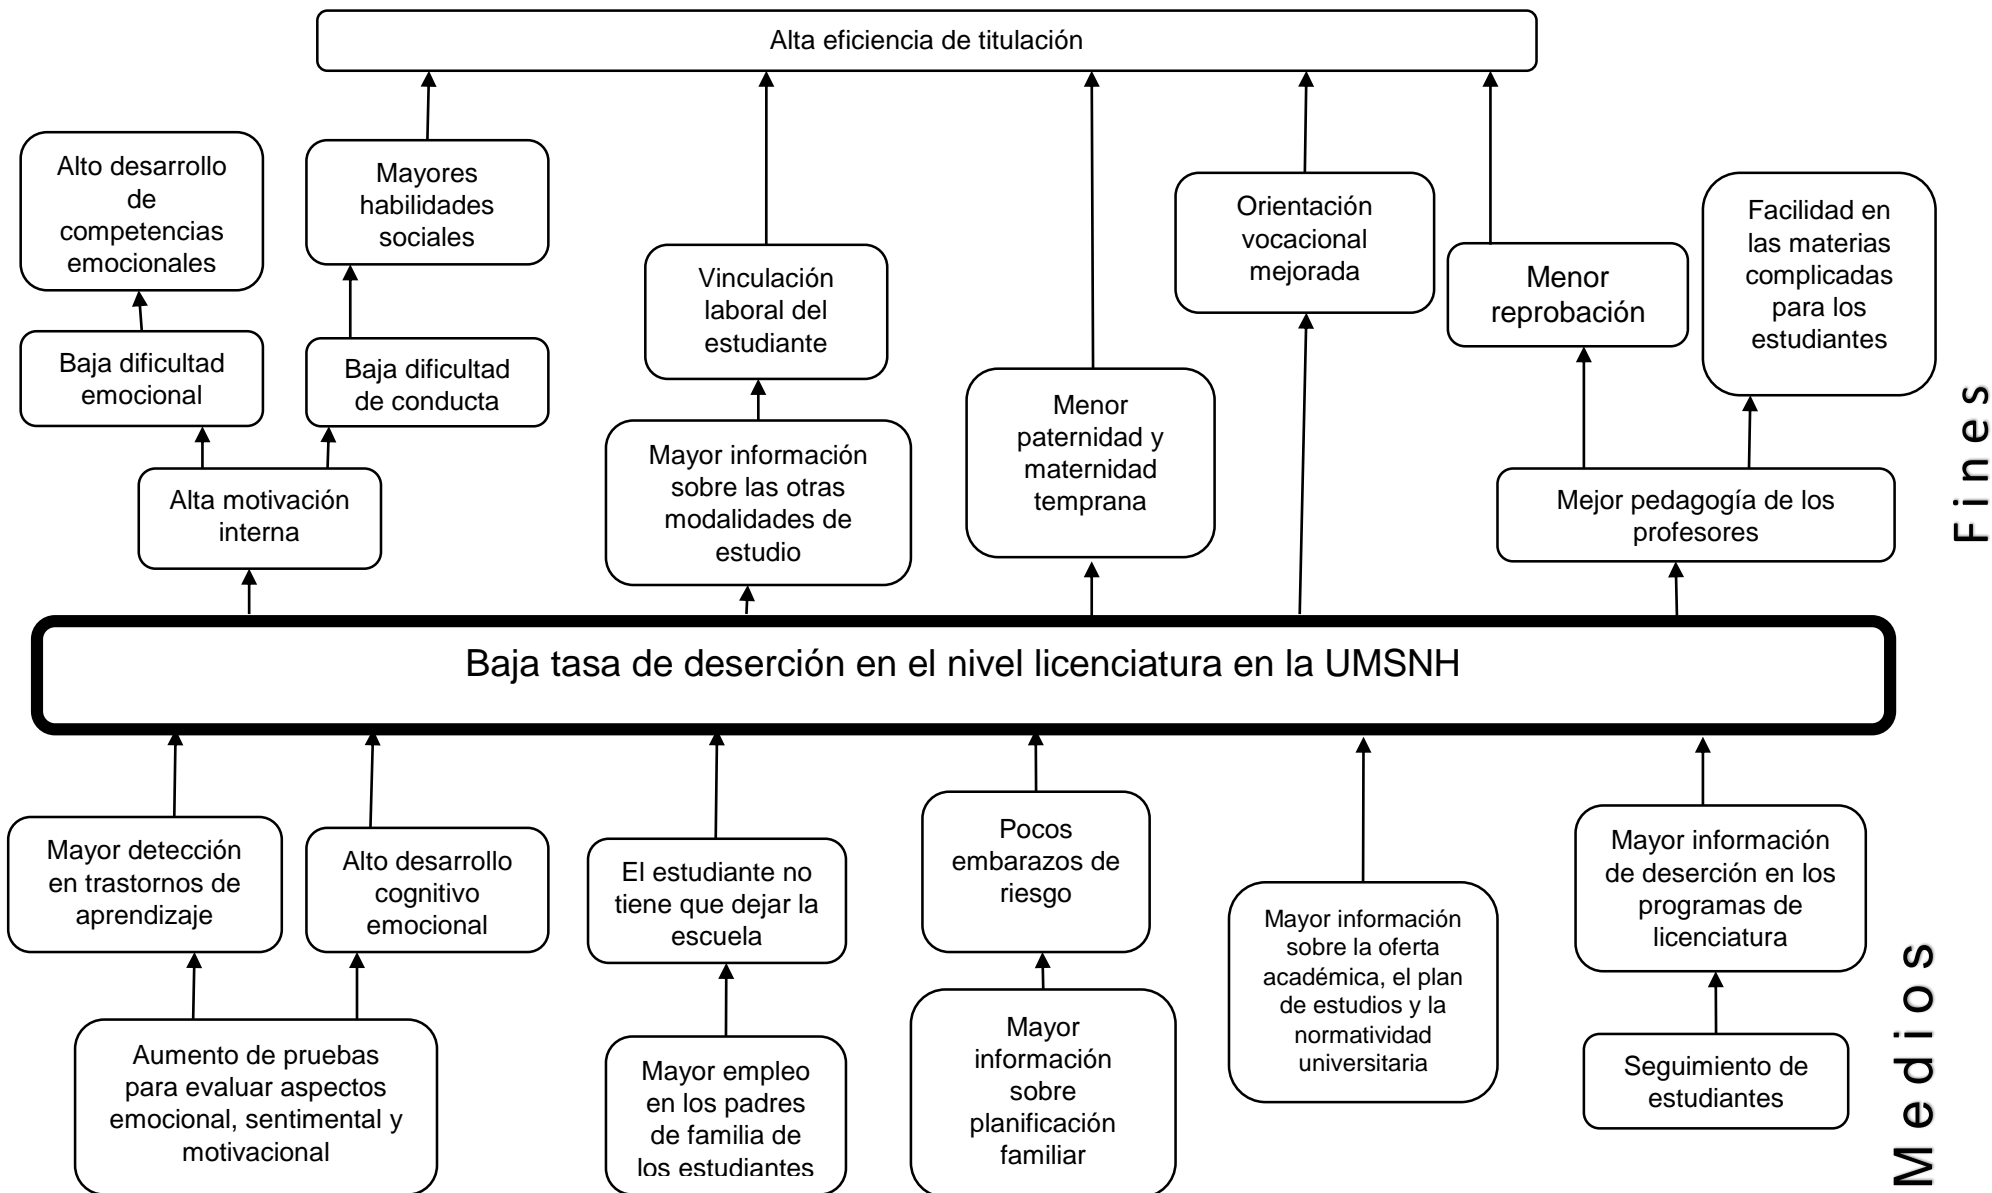 Alta eficiencia de titulación
Alto desarrollo
de
competencias
emocionales
Mayores
habilidades
sociales
Vinculación
laboral del
estudiante
Orientación
vocacional
mejorada
Menor
reprobación
Facilidad en
las materias
complicadas
para los
estudiantes
Baja dificultad
emocional
Baja dificultad
de conducta
Mayor información
sobre las otras
modalidades de
estudio
Menor
paternidad y
maternidad
temprana
Alta motivación
interna
Mejor pedagogía de los
profesores
Fines
Baja tasa de deserción en el nivel licenciatura en la UMSNH
Mayor detección
en trastornos de
aprendizaje
Alto desarrollo
cognitivo
emocional
El estudiante no
tiene que dejar la
escuela
Pocos
embarazos de
riesgo
Mayor información
sobre la oferta
académica, el plan
de estudios y la
normatividad
universitaria
Mayor información
de deserción en los
programas de
licenciatura
Aumento de pruebas
para evaluar aspectos
emocional, sentimental y
motivacional
Mayor empleo
en los padres
de familia de
los estudiantes
Mayor
información
sobre
planificación
familiar
Seguimiento de
estudiantes
Medios